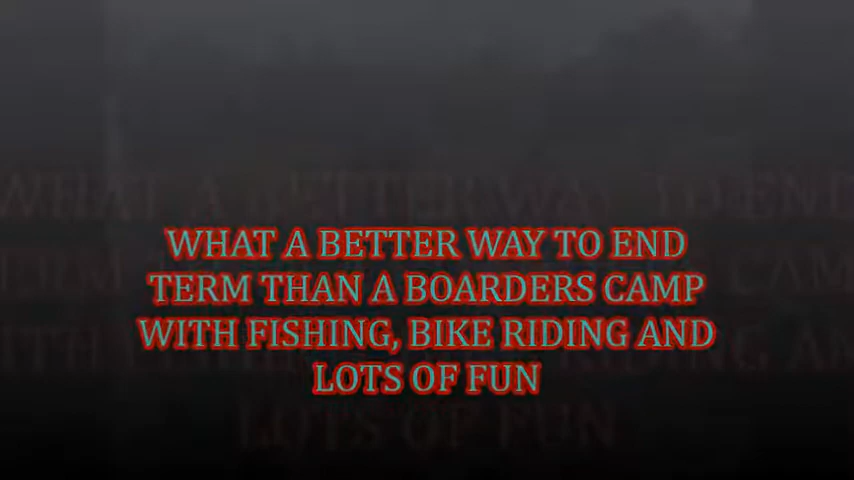 WHAT A BETTER WAY TO END
TERM THAN A BOARDERS CAMP
WITH FISHING, BIKE RIDING AND
LOTS OF FUN